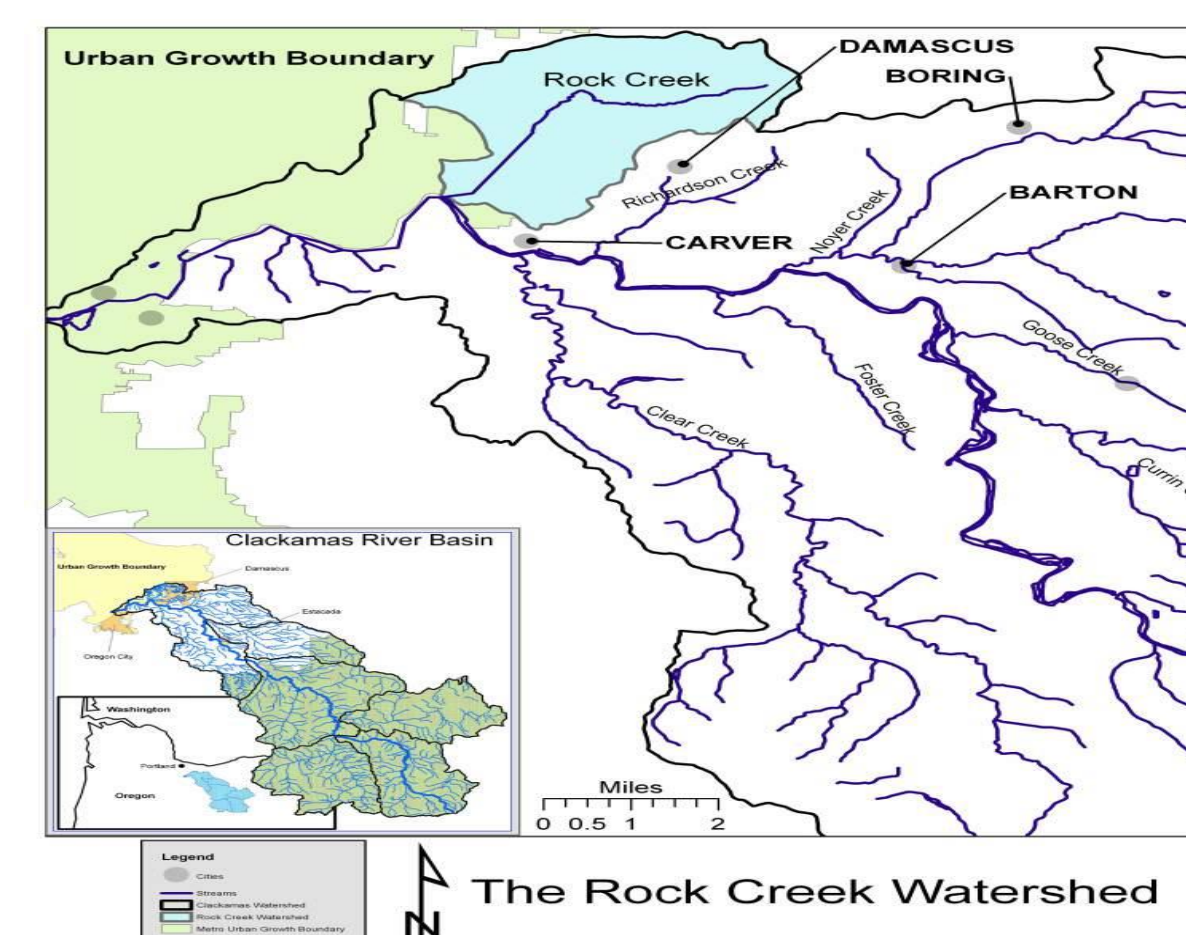 Urban Growth Boundary
Rock Creek
DAMASCUS
BORING
Richardson Creek
Noyer Creek
BARTON
CARVER
Goose Creek
Foster Creek
Clear Creek
Currin
Clackamas River Basin
Urban Growth Boundary
Damascus
Estacada
Oregon City
Washington
Portland
Oregon
Miles
0 0.5 1 2
Legend
Cities
Streams
Clackamas Watershed
Rock Creek Watershed
Metro Urban Growth Boundary
N
The Rock Creek Watershed